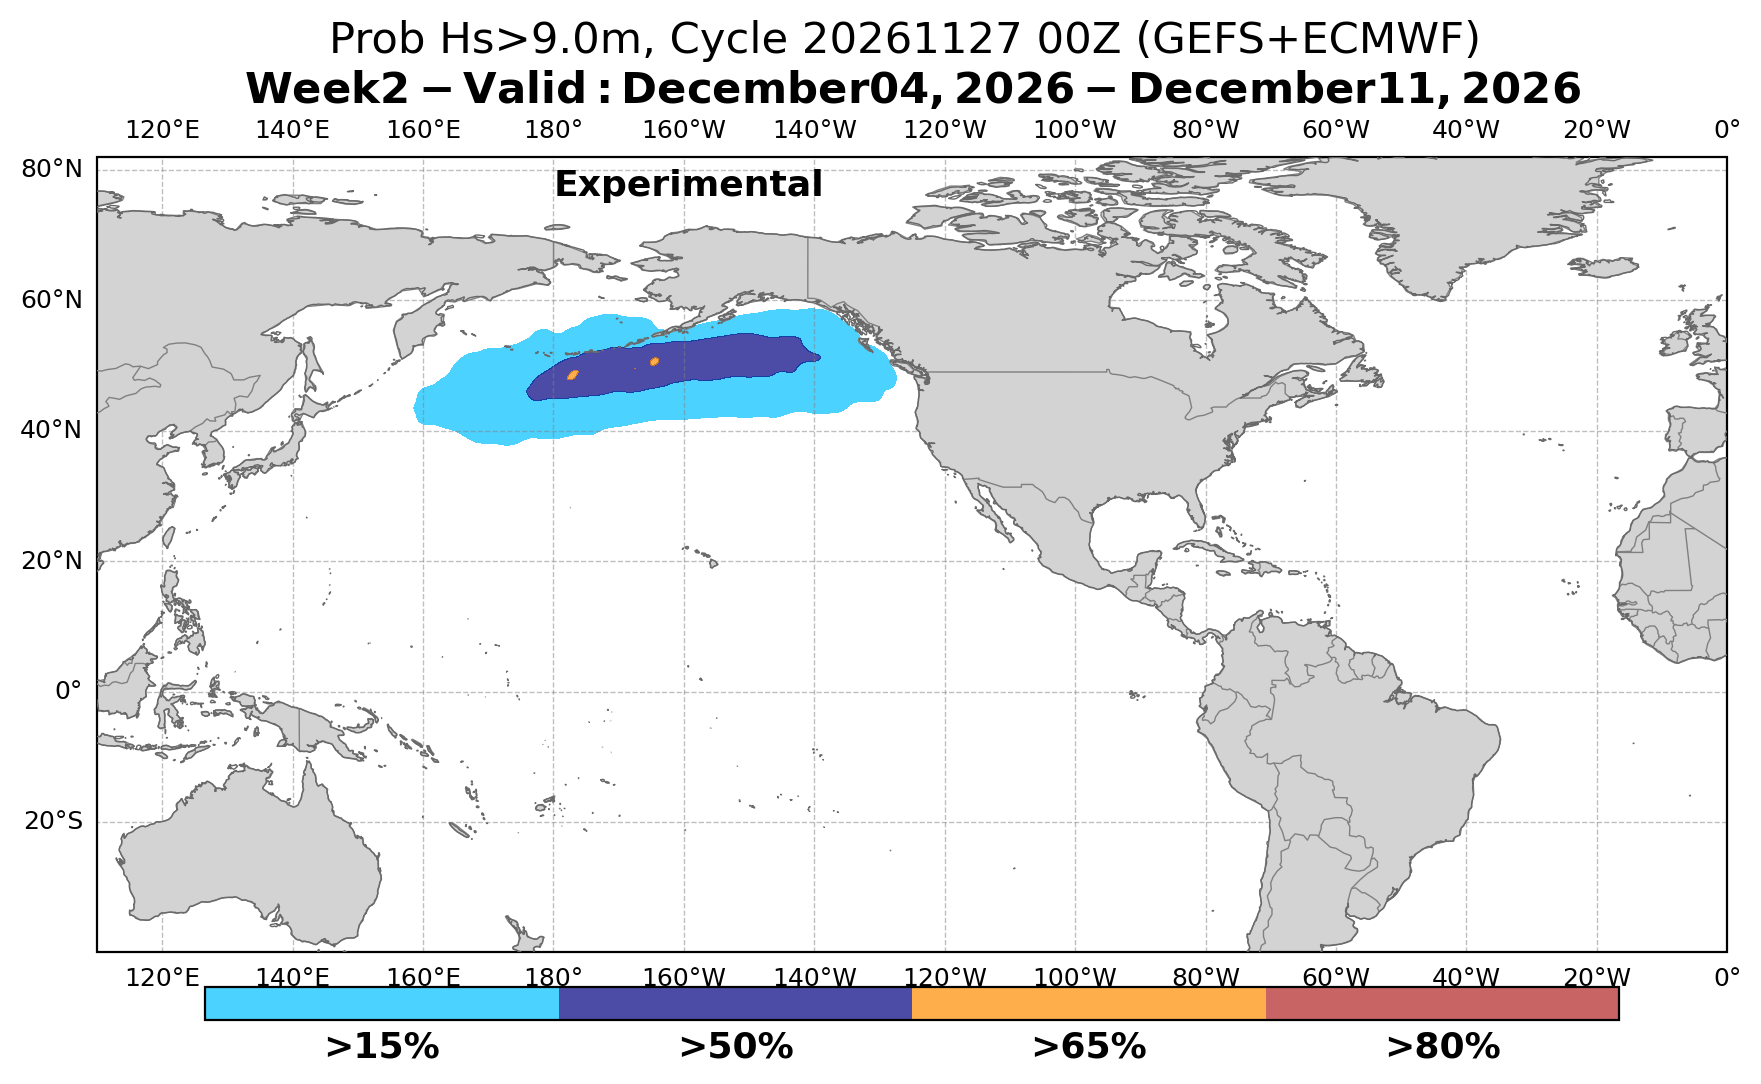 Prob Hs>9.0m, Cycle 20261127 00Z (GEFS+ECMWF)
Week2 − Valid : December04, 2026 − December11, 2026
120°E 140°E 160°E 180° 160°W 140°W 120°W 100°W 80°W 60°W 40°W 20°W 0°
80°N
Experimental
60°N
40°N
20°N
0°
20°S
120°E 140°E 160°E 180° 160°W 140°W 120°W 100°W 80°W 60°W 40°W 20°W 0°
>15% >50% >65% >80%